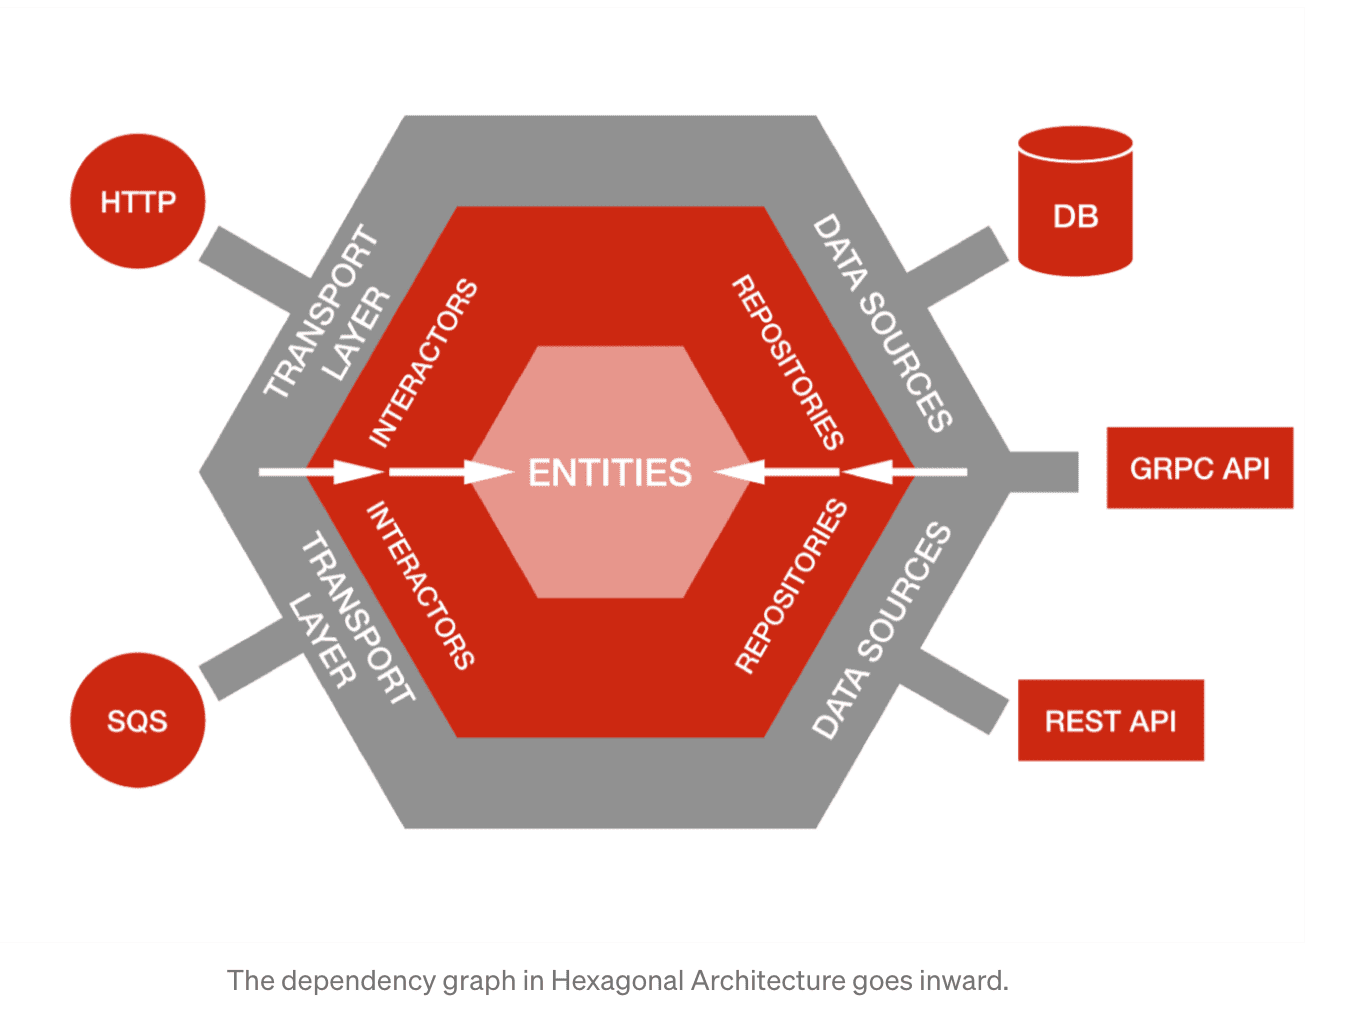 HTTP
DB
TRANSPORT
LAYER
INTERACTORS
REPOSITORIES
DATA SOURCES
ENTITIES
GRPC API
INTERACTORS
TRANSPORT
LAYER
REPOSITORIES
DATA SOURCES
SQS
REST API
The dependency graph in Hexagonal Architecture goes inward.